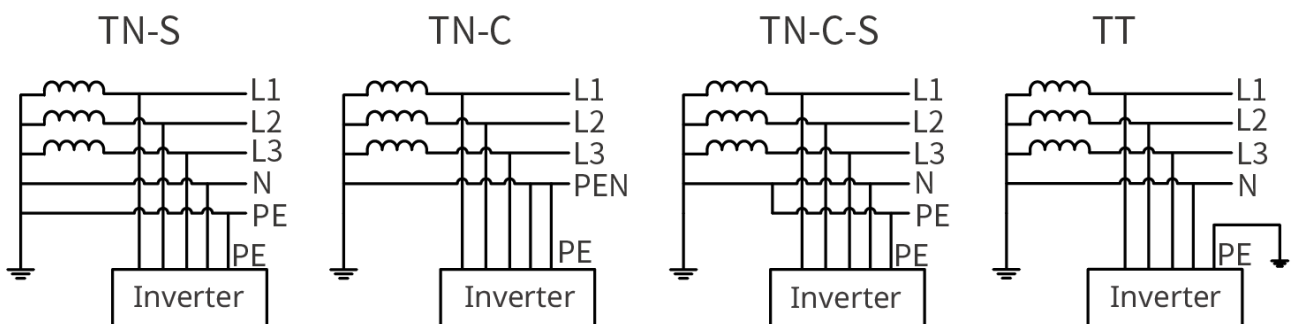 TN-S
TN-C
TN-C-S
TT
L1
L2
L3
N
PE
PE
Inverter
L1
L2
L3
PEN
PE
Inverter
L1
L2
L3
N
PE
PE
Inverter
L1
L2
L3
N
PE
Inverter